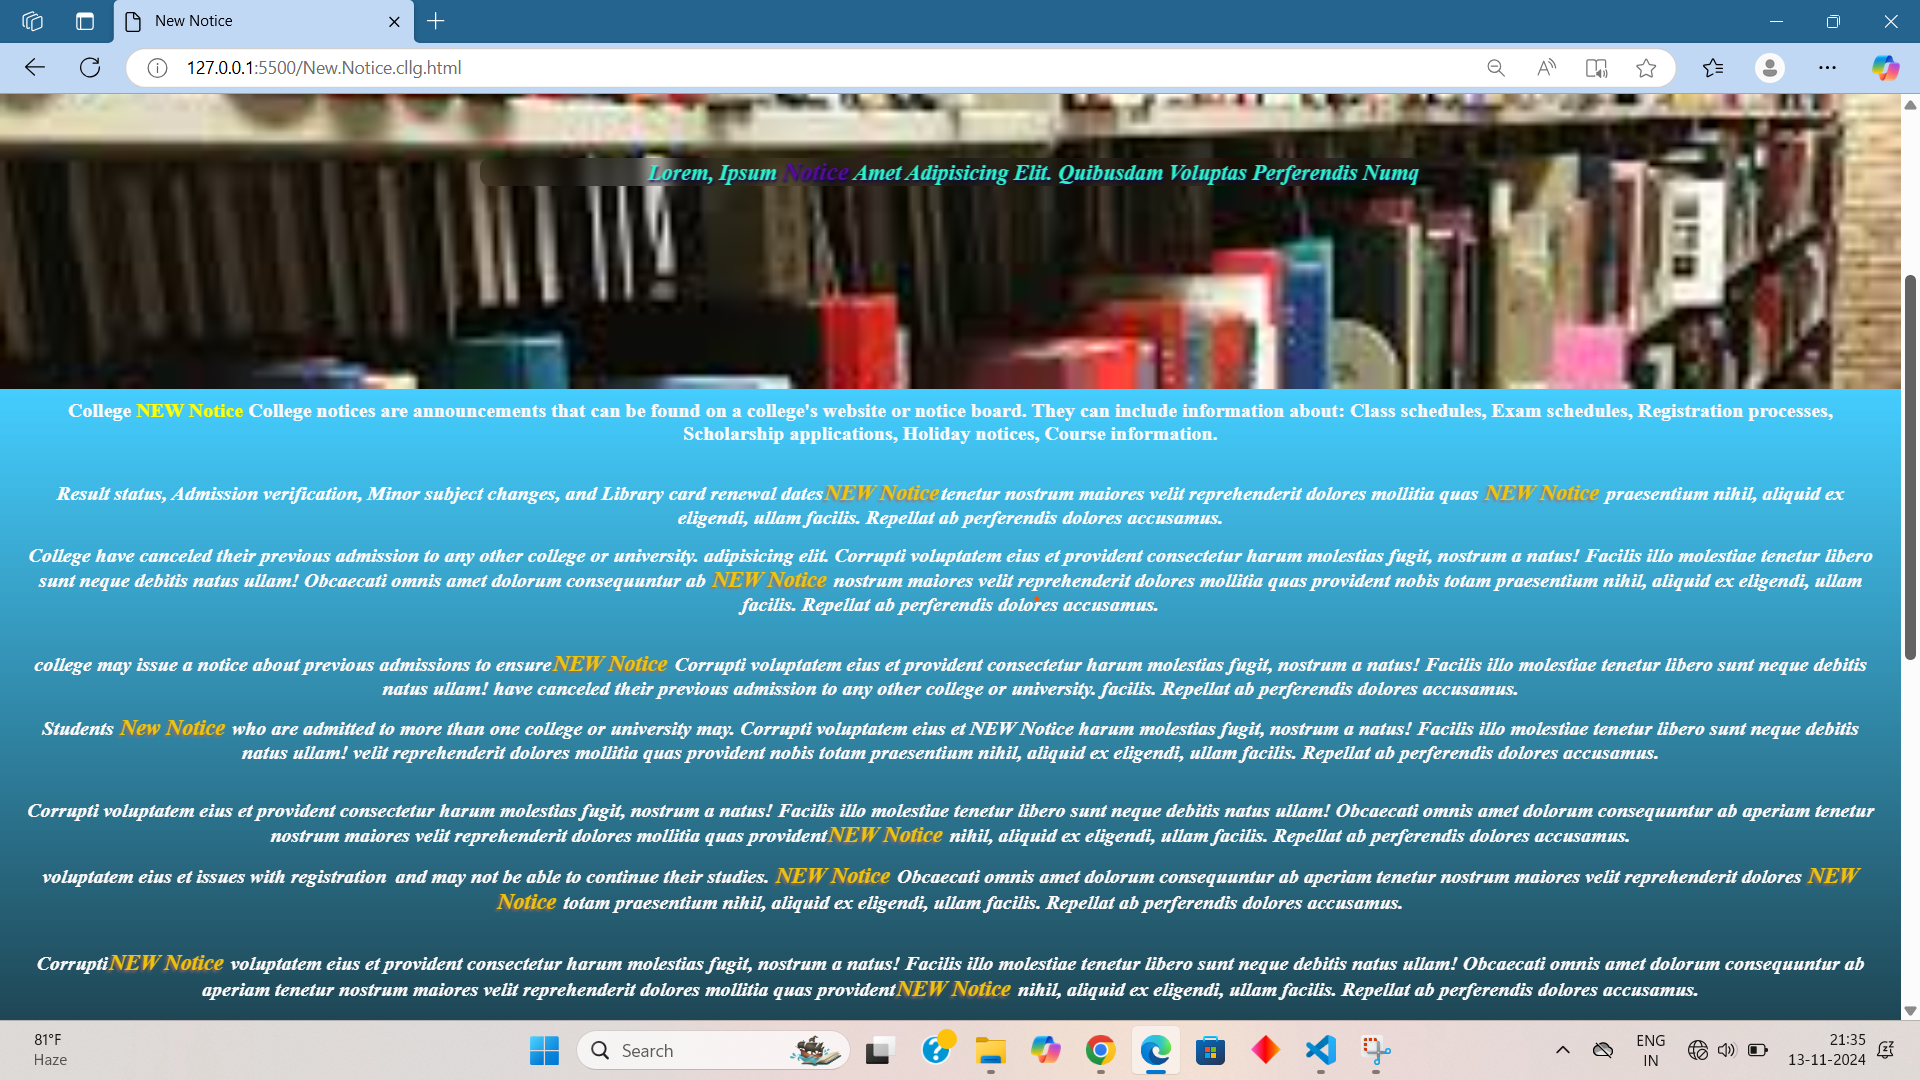 New Notice
127.0.0.1:5500/New.Notice.cllg.html
Lorem, Ipsum Notice Amet Adipisicing Elit. Quibusdam Voluptas Perferendis Numq
College NEW Notice College notices are announcements that can be found on a college's website or notice board. They can include information about: Class schedules, Exam schedules, Registration processes,
Scholarship applications, Holiday notices, Course information.
Result status, Admission verification, Minor subject changes, and Library card renewal datesNEW Noticetenetur nostrum maiores velit reprehenderit dolores mollitia quas NEW Notice praesentium nihil, aliquid ex
eligendi, ullam facilis. Repellat ab perferendis dolores accusamus.
College have canceled their previous admission to any other college or university. adipisicing elit. Corrupti voluptatem eius et provident consectetur harum molestias fugit, nostrum a natus! Facilis illo molestiae tenetur libero
sunt neque debitis natus ullam! Obcaecati omnis amet dolorum consequuntur ab NEW Notice nostrum maiores velit reprehenderit dolores mollitia quas provident nobis totam praesentium nihil, aliquid ex eligendi, ullam
facilis. Repellat ab perferendis dolores accusamus.
college may issue a notice about previous admissions to ensureNEW Notice Corrupti voluptatem eius et provident consectetur harum molestias fugit, nostrum a natus! Facilis illo molestiae tenetur libero sunt neque debitis
natus ullam! have canceled their previous admission to any other college or university. facilis. Repellat ab perferendis dolores accusamus.
Students New Notice who are admitted to more than one college or university may. Corrupti voluptatem eius et NEW Notice harum molestias fugit, nostrum a natus! Facilis illo molestiae tenetur libero sunt neque debitis
natus ullam! velit reprehenderit dolores mollitia quas provident nobis totam praesentium nihil, aliquid ex eligendi, ullam facilis. Repellat ab perferendis dolores accusamus.
Corrupti voluptatem eius et provident consectetur harum molestias fugit, nostrum a natus! Facilis illo molestiae tenetur libero sunt neque debitis natus ullam! Obcaecati omnis amet dolorum consequuntur ab aperiam tenetur
nostrum maiores velit reprehenderit dolores mollitia quas providentNEW Notice nihil, aliquid ex eligendi, ullam facilis. Repellat ab perferendis dolores accusamus.
voluptatem eius et issues with registration and may not be able to continue their studies. NEW Notice Obcaecati omnis amet dolorum consequuntur ab aperiam tenetur nostrum maiores velit reprehenderit dolores NEW
Notice totam praesentium nihil, aliquid ex eligendi, ullam facilis. Repellat ab perferendis dolores accusamus.
CorruptiNEW Notice voluptatem eius et provident consectetur harum molestias fugit, nostrum a natus! Facilis illo molestiae tenetur libero sunt neque debitis natus ullam! Obcaecati omnis amet dolorum consequuntur ab
aperiam tenetur nostrum maiores velit reprehenderit dolores mollitia quas providentNEW Notice nihil, aliquid ex eligendi, ullam facilis. Repellat ab perferendis dolores accusamus.
81°F
Haze
Search
ENG
IN
21:35
13-11-2024